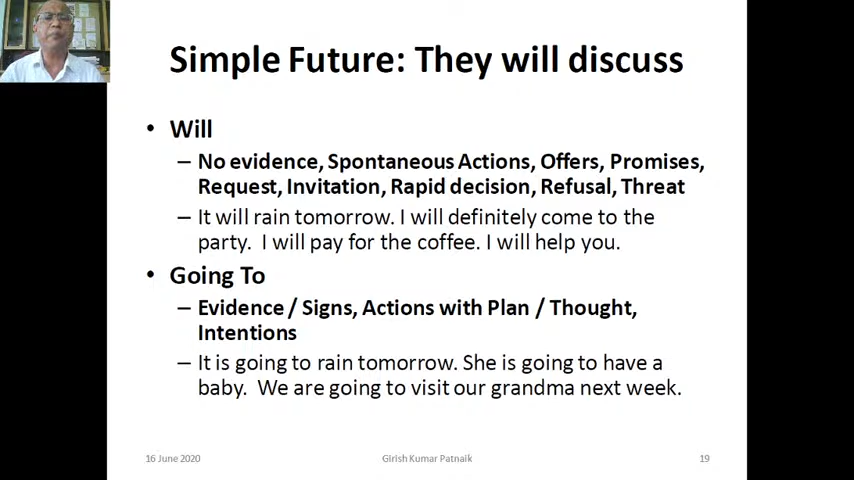 Simple Future: They will discuss
• Will
– No evidence, Spontaneous Actions, Offers, Promises,
Request, Invitation, Rapid decision, Refusal, Threat
– It will rain tomorrow. I will definitely come to the
party. I will pay for the coffee. I will help you.
• Going To
– Evidence / Signs, Actions with Plan / Thought,
Intentions
– It is going to rain tomorrow. She is going to have a
baby. We are going to visit our grandma next week.
16 June 2020
Girish Kumar Patnaik
19